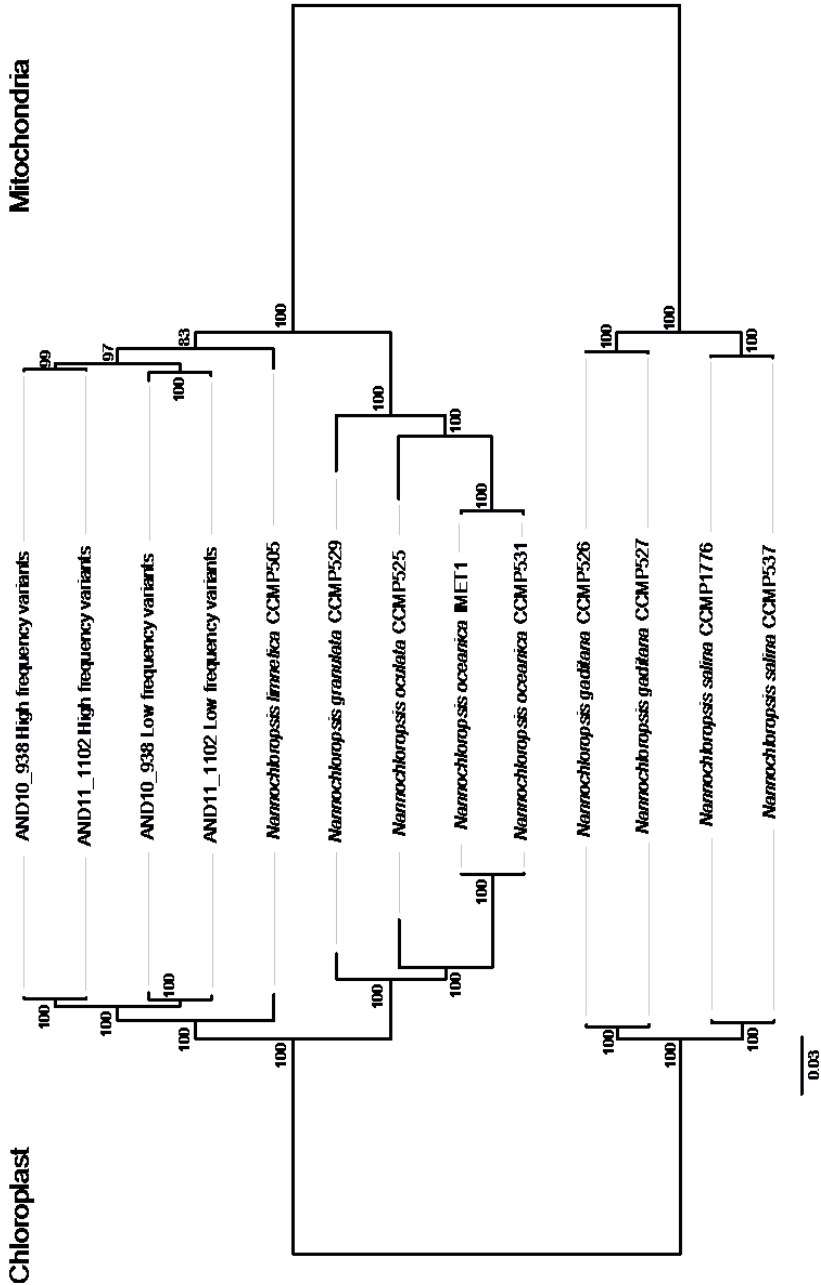 Chloroplast
Mitochondria
AND10_938 High frequency variants
AND11_1102 High frequency variants
AND10_938 Low frequency variants
AND11_1102 Low frequency variants
Nannochloropsis limnetica CCMP505
Nannochloropsis granulata CCMP529
Nannochloropsis oculata CCMP525
Nannochloropsis oceanica IMET1
Nannochloropsis oceanica CCMP531
Nannochloropsis gaditana CCMP526
Nannochloropsis gaditana CCMP527
Nannochloropsis salina CCMP1776
Nannochloropsis salina CCMP537
100
100
100
100
100
100
100
100
100
100
99
97
100
83
100
100
100
100
100
100
100
0.03